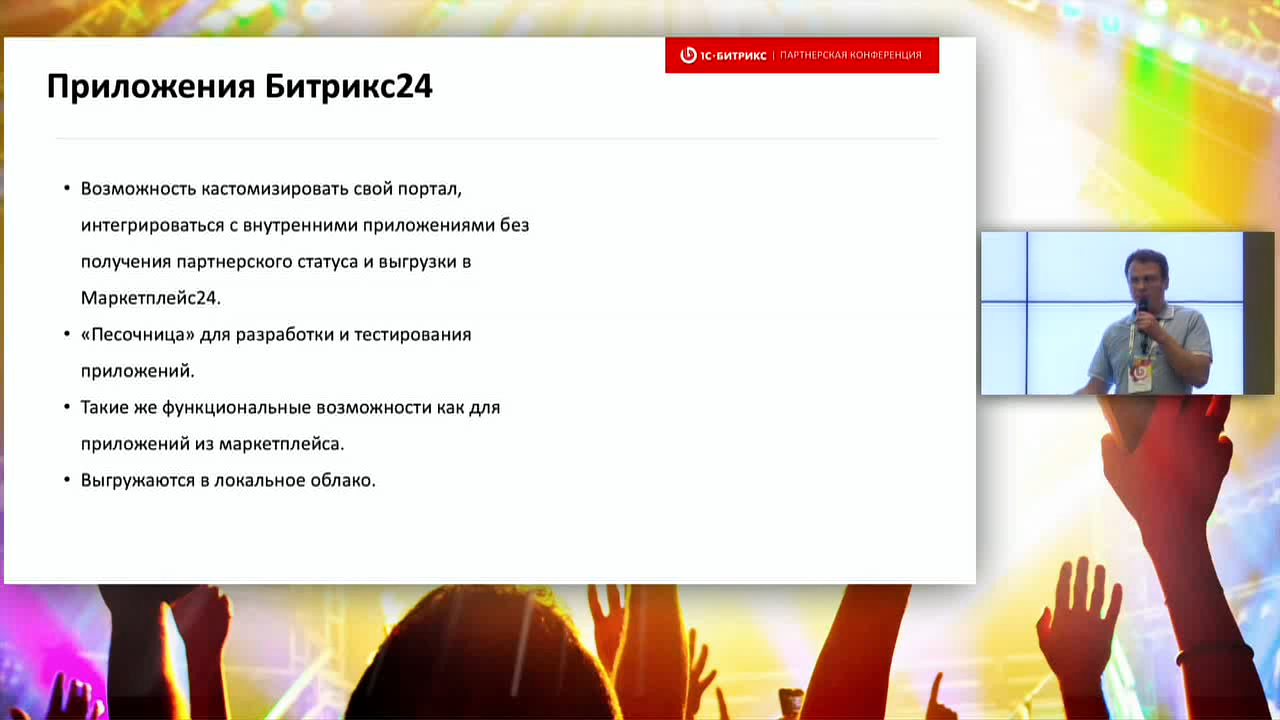 1С-БИТРИКС | ПАРТНЕРСКАЯ КОНФЕРЕНЦИЯ
Приложения Битрикс24
• Возможность кастомизировать свой портал,
интегрироваться с внутренними приложениями без
получения партнерского статуса и выгрузки в
Маркетплейс24.
• «Песочница» для разработки и тестирования
приложений.
• Такие же функциональные возможности как для
приложений из маркетплейса.
• Выгружаются в локальное облако.